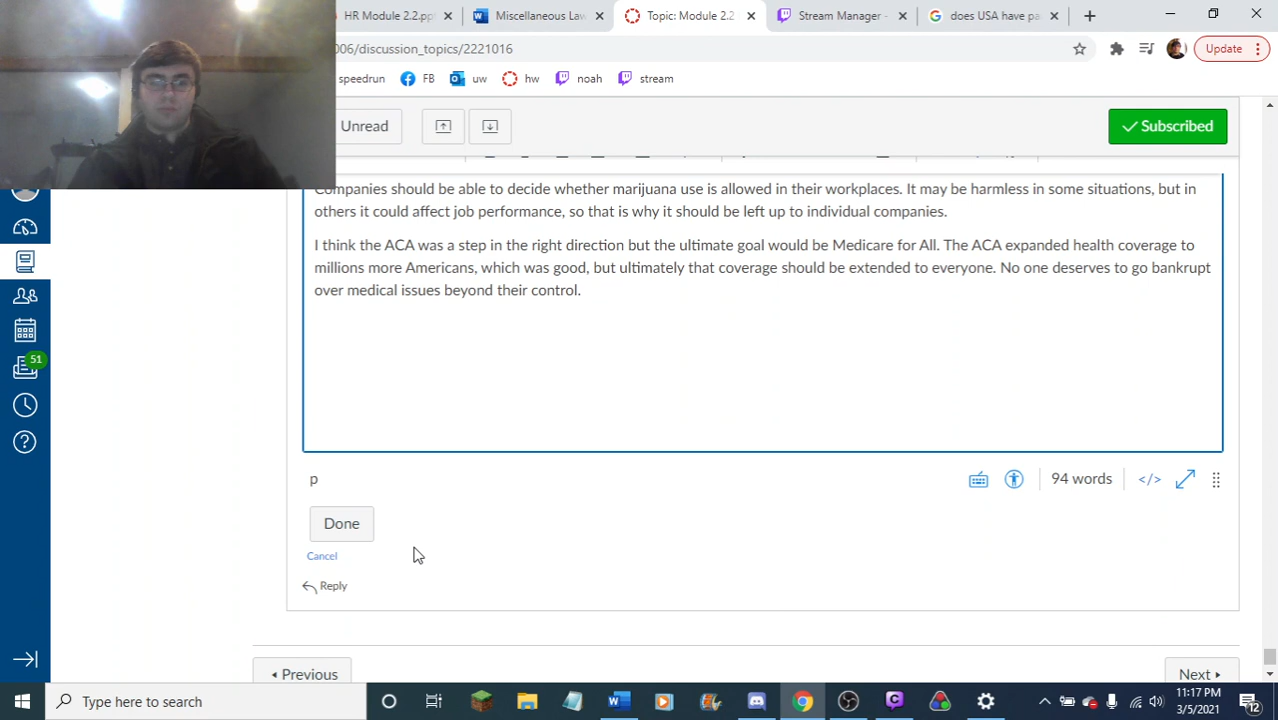 HR Module 2.2.pp
Miscellaneous Law
Topic: Module 2.2
Stream Manager -
does USA have pa
006/discussion_topics/2221016
Update
speedrun
FB
uw
hw
noah
stream
Unread
Subscribed
Companies should be able to decide whether marijuana use is allowed in their workplaces. It may be harmless in some situations, but in
others it could affect job performance, so that is why it should be left up to individual companies.
I think the ACA was a step in the right direction but the ultimate goal would be Medicare for All. The ACA expanded health coverage to
millions more Americans, which was good, but ultimately that coverage should be extended to everyone. No one deserves to go bankrupt
over medical issues beyond their control.
51
p
94 words
</>
Done
Cancel
Reply
Previous
Next
Type here to search
11:17 PM
3/5/2021
12